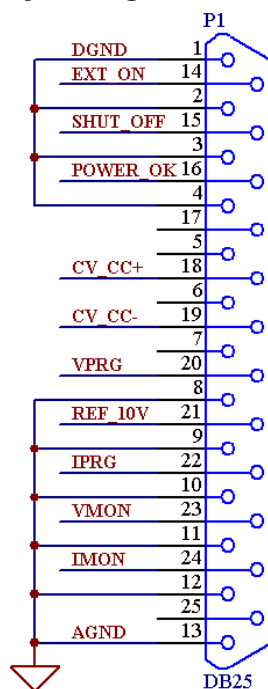 P1
DGND 1
EXT_ON 14
2
SHUT_OFF 15
3
POWER_OK 16
4
17
5
CV_CC+ 18
6
CV_CC- 19
7
VPRG 20
8
REF_10V 21
9
IPRG 22
10
VMON 23
11
IMON 24
12
25
AGND 13
DB25